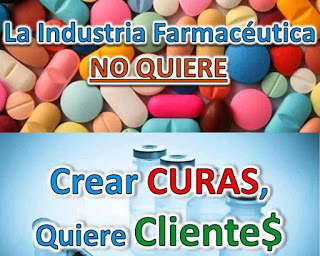 La Industria Farmacéutica
NO QUIERE
Crear CURAS,
Quiere Cliente$